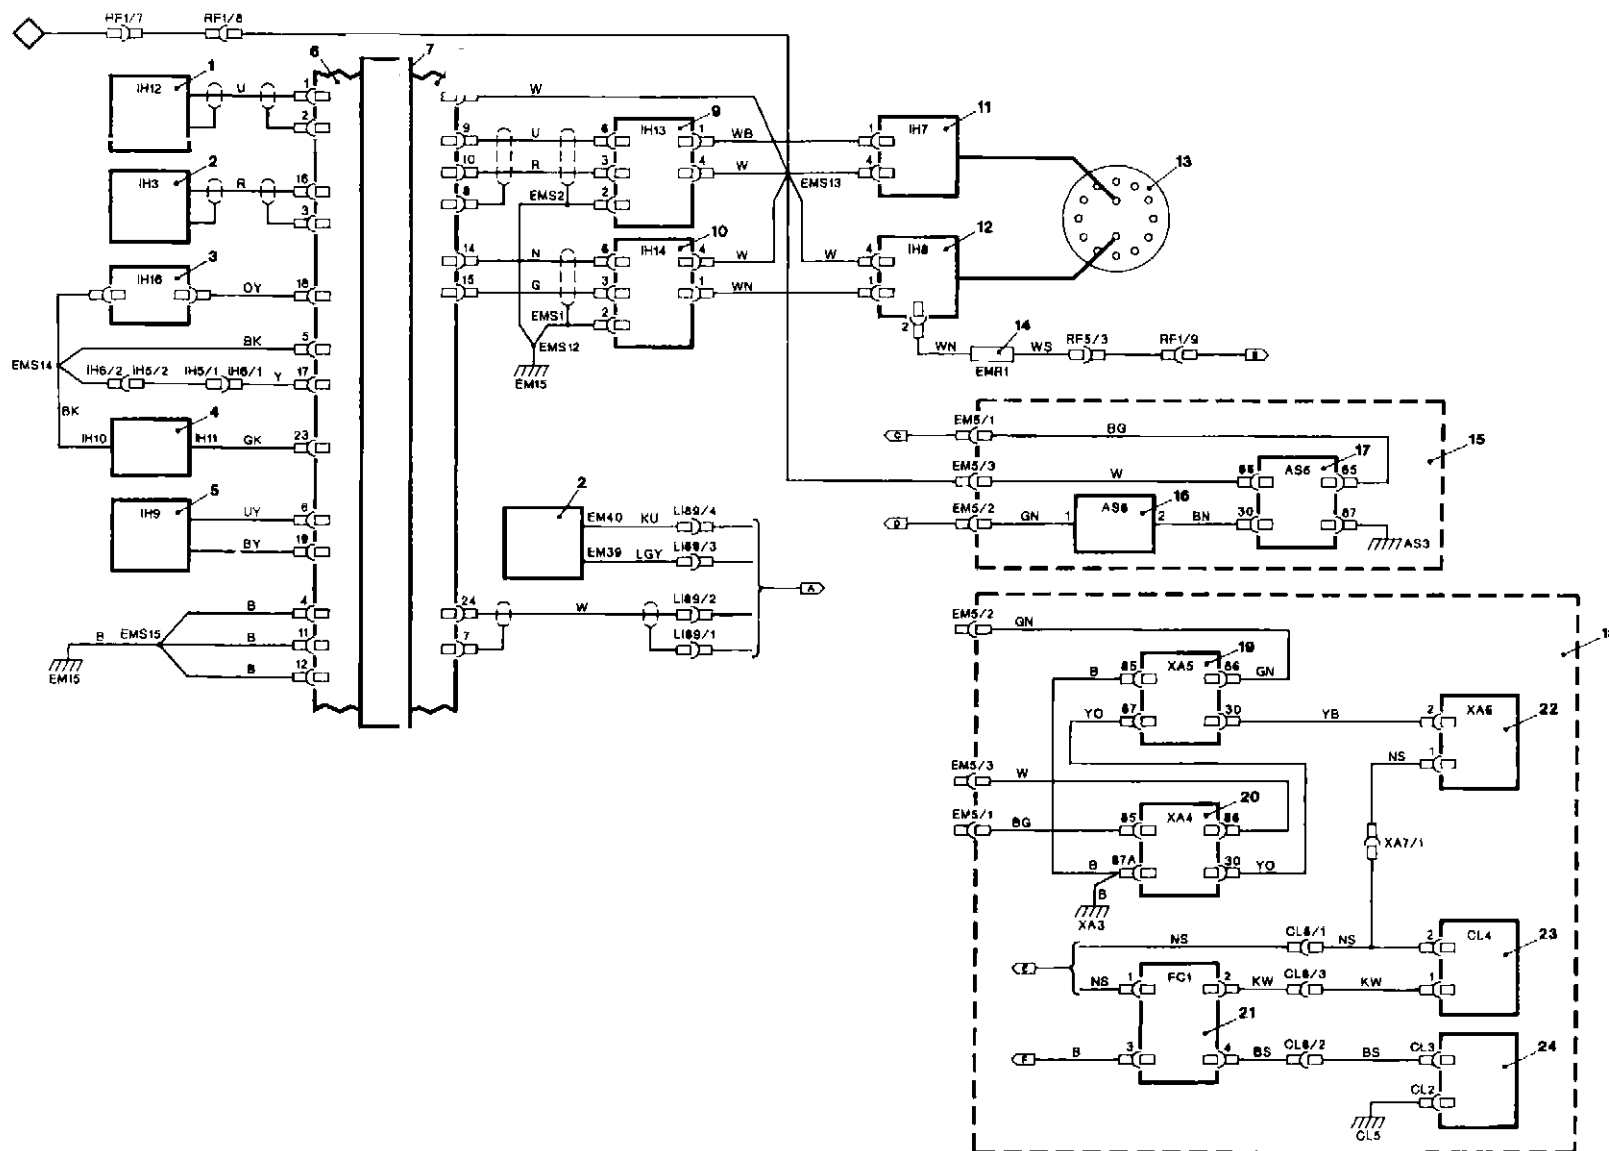 RF1/7 RF1/8
6 7
1
IH12 U 1
2
2
IH3 R 16
3
3
IH16 OY 18
BK 5
EMS14 IH6/2 IH5/2 IH5/1 IH6/1 Y 17
BK
4
IH10 IH11 GK 23
5
IH9 UY 6
BY 19
B 4
B EMS15 B 11
B 12
EM15
W
9 U 6 IH13 9 1 WB 1 IH7 11
10 R 3 4 W EMS13 4
8 EMS2 2
13
14 N 6 IH14 10 4 W W 4 IH8 12
15 G 3 1 WN 1
EMS1 2
EMS12
EM15
2
WN 14 WS RF5/3 RF1/9
EMR1
2
EM40 KU LI89/4
EM39 LGY LI89/3
A
24 W LI89/2
7 LI89/1
EM5/1 BG
C
15
EM5/3 W AS5 17 85
EM5/2 GN 1 AS6 16 2 BN 30 87
D
AS3
EM5/2 GN
B 85 XA5 19 86 GN
YO 87 30 YB 2 XA6 22
NS 1
EM5/3 W
EM5/1 BG 85 XA4 20 86
XA7/1
B 87A 30 YO
B
XA3
NS CL6/1 NS 2 CL4 23
NS 1 FC1 2 KW CL6/3 KW 1
21
F B 3 4 BS CL6/2 BS CL3 24
CL2
CL5